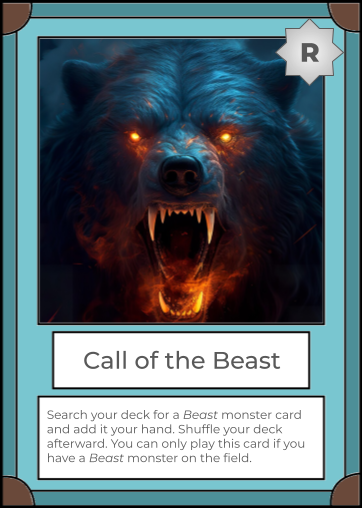 R
Call of the Beast
Search your deck for a Beast monster card
and add it your hand. Shuffle your deck
afterward. You can only play this card if you
have a Beast monster on the field.